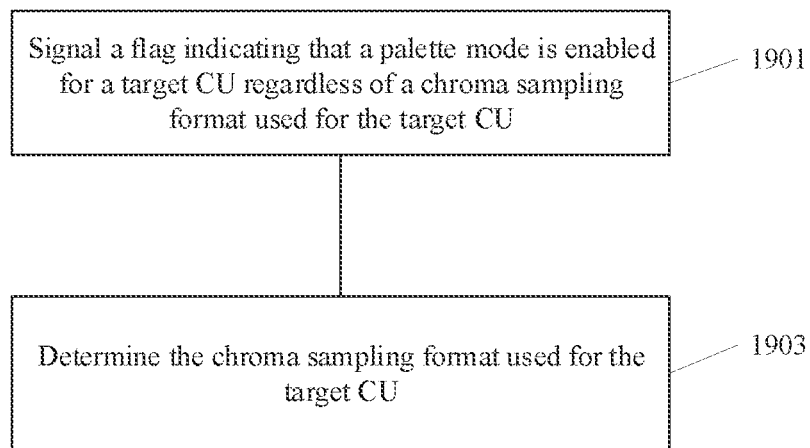 Signal a flag indicating that a palette mode is enabled
for a target CU regardless of a chroma sampling
format used for the target CU
1901
Determine the chroma sampling format used for the
target CU
1903